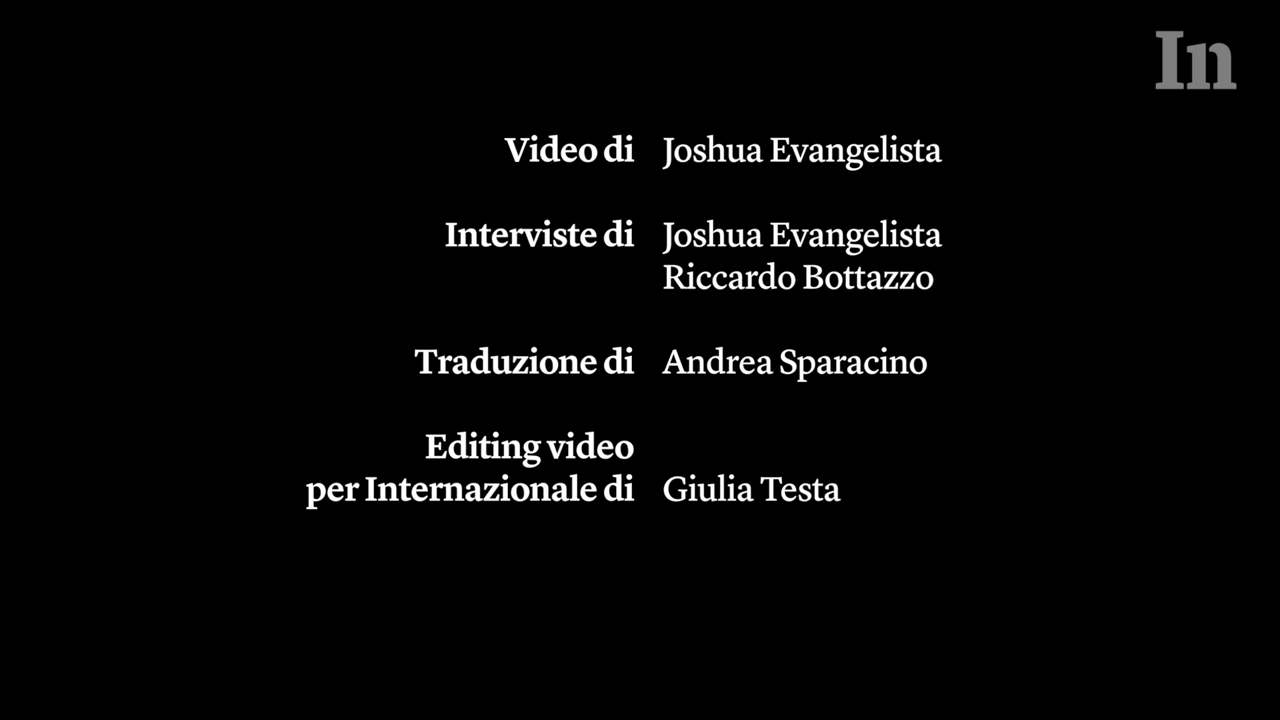 In
Video di Joshua Evangelista
Interviste di Joshua Evangelista
Riccardo Bottazzo
Traduzione di Andrea Sparacino
Editing video
per Internazionale di Giulia Testa